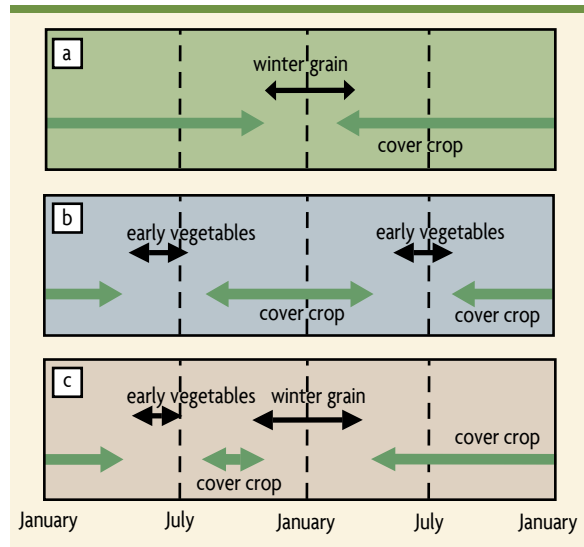 a
winter grain
cover crop
b
early vegetables
early vegetables
cover crop
cover crop
c
early vegetables
winter grain
cover crop
cover crop
January
July
January
July
January